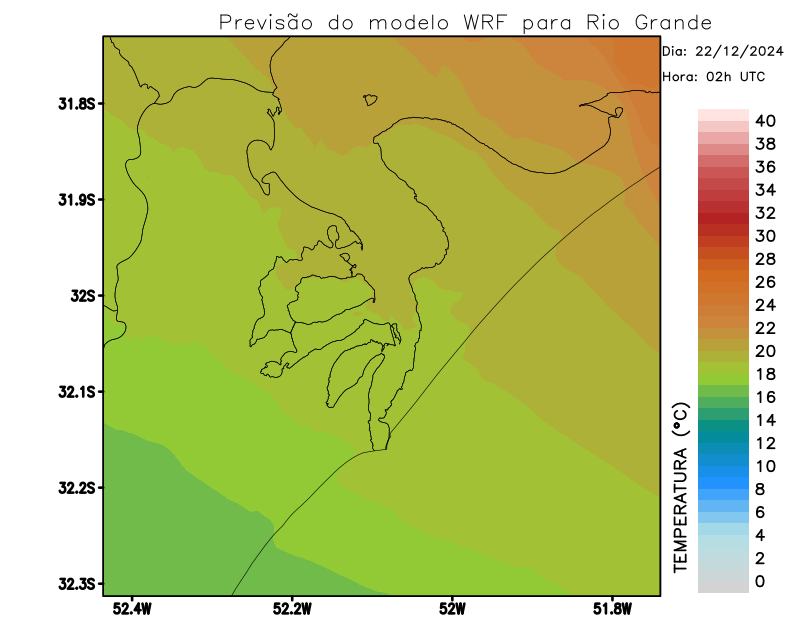 Previsão do modelo WRF para Rio Grande
Dia: 22/12/2024
Hora: 02h UTC
31.8S
31.9S
32S
32.1S
32.2S
32.3S
52.4W
52.2W
52W
51.8W
TEMPERATURA (°C)
40
38
36
34
32
30
28
26
24
22
20
18
16
14
12
10
8
6
4
2
0